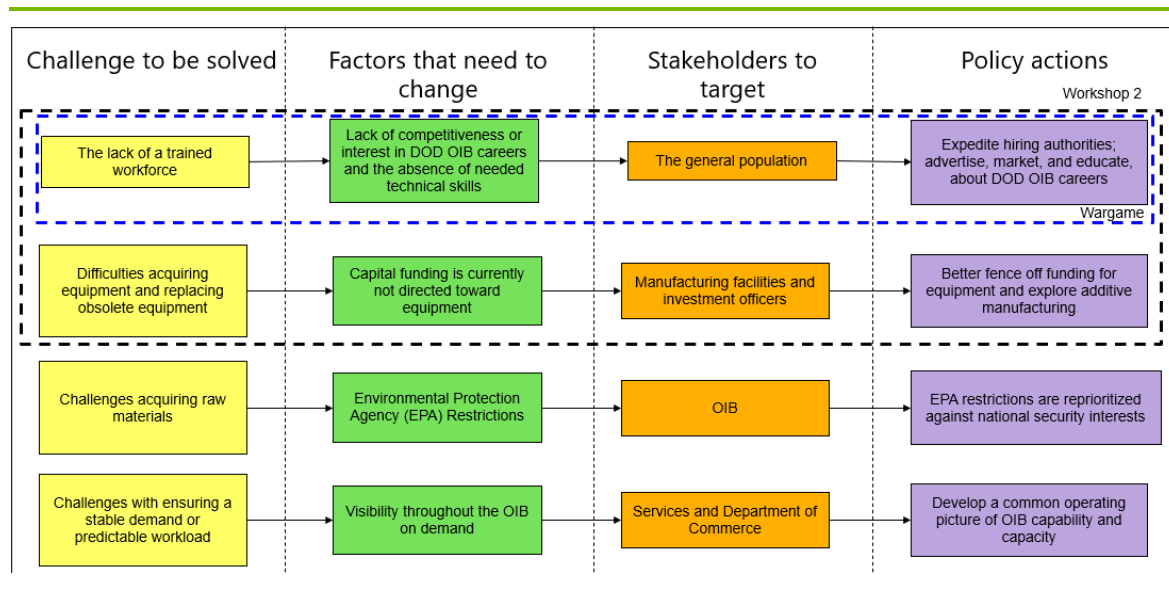 Challenge to be solved
Factors that need to
change
Stakeholders to
target
Policy actions
Workshop 2
The lack of a trained
workforce
Lack of competitiveness or
interest in DOD OIB careers
and the absence of needed
technical skills
The general population
Expedite hiring authorities;
advertise, market, and educate,
about DOD OIB careers
Wargame
Difficulties acquiring
equipment and replacing
obsolete equipment
Capital funding is currently
not directed toward
equipment
Manufacturing facilities and
investment officers
Better fence off funding for
equipment and explore additive
manufacturing
Challenges acquiring raw
materials
Environmental Protection
Agency (EPA) Restrictions
OIB
EPA restrictions are reprioritized
against national security interests
Challenges with ensuring a
stable demand or
predictable workload
Visibility throughout the OIB
on demand
Services and Department of
Commerce
Develop a common operating
picture of OIB capability and
capacity